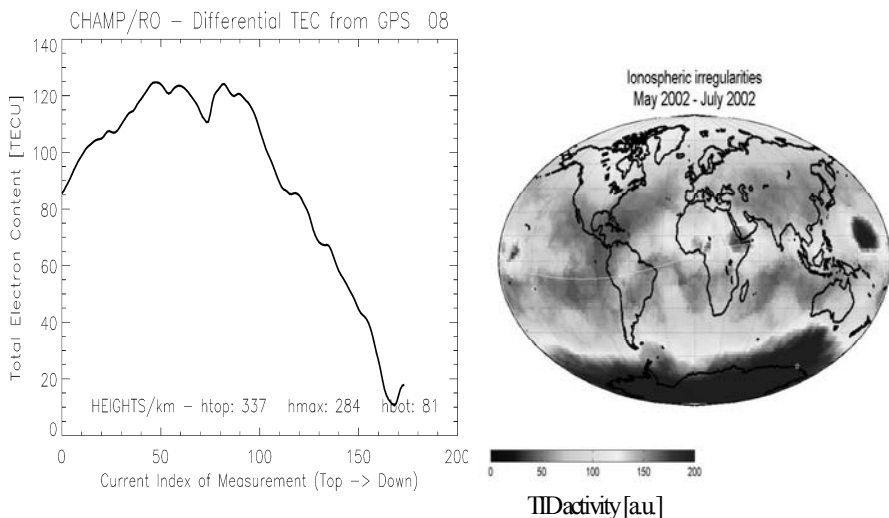 CHAMP/RO – Differential TEC from GPS 08
Total Electron Content [TECU]
140
120
100
80
60
40
20
0
HEIGHTS/km – htop: 337 hmax: 284 hbot: 81
0 50 100 150 200
Current Index of Measurement (Top –> Down)
Ionospheric irregularities
May 2002 - July 2002
0 50 100 150 200
TIDactivity [a.u.]